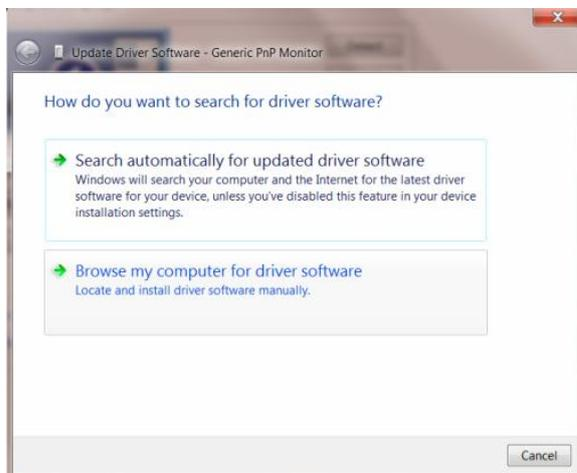 Update Driver Software - Generic PnP Monitor
How do you want to search for driver software?
Search automatically for updated driver software
Windows will search your computer and the Internet for the latest driver
software for your device, unless you've disabled this feature in your device
installation settings.
Browse my computer for driver software
Locate and install driver software manually.
Cancel